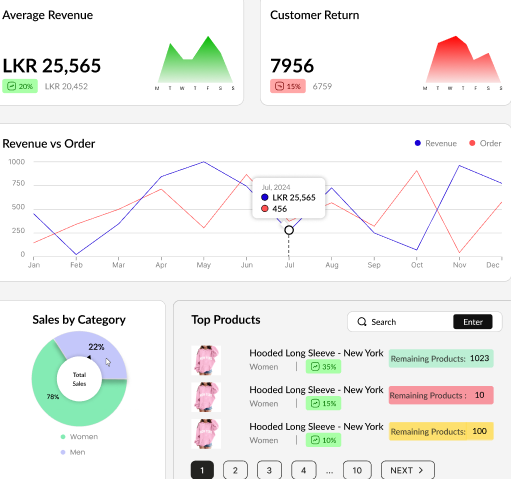 Average Revenue
LKR 25,565
20% LKR 20,452
M T W T F S S
Customer Return
7956
15% 6759
M T W T F S S
Revenue vs Order
Revenue Order
1000
750
500
250
0
Jul, 2024
LKR 25,565
456
Jan Feb Mar Apr May Jun Jul Aug Sep Oct Nov Dec
Sales by Category
22%
Total
Sales
78%
Women
Men
Top Products
Search Enter
Hooded Long Sleeve - New York
Women | 35%
Remaining Products: 1023
Hooded Long Sleeve - New York
Women | 15%
Remaining Products : 10
Hooded Long Sleeve - New York
Women | 10%
Remaining Products: 100
1 2 3 4 ... 10 NEXT >